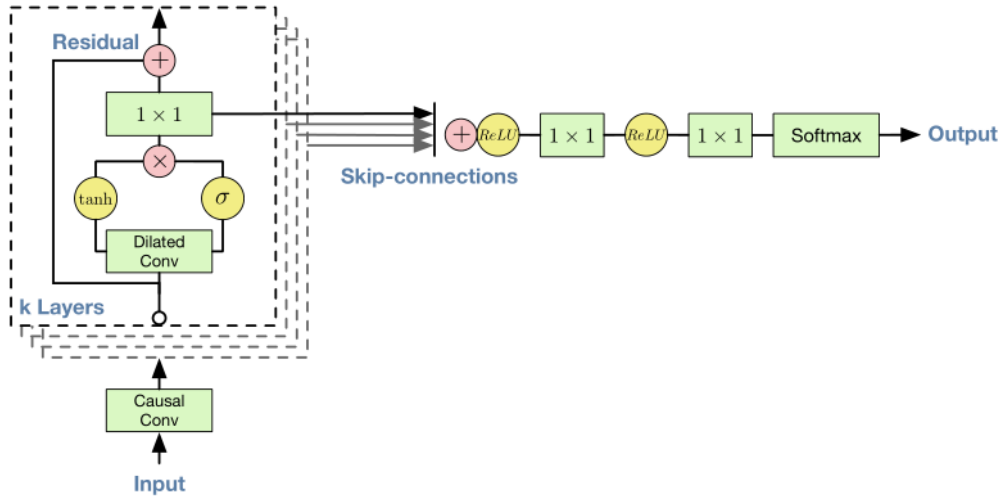 Residual
+
1 × 1
×
tanh
σ
Dilated
Conv
k Layers
Causal
Conv
Input
Skip-connections
+
ReLU
1 × 1
ReLU
1 × 1
Softmax
Output